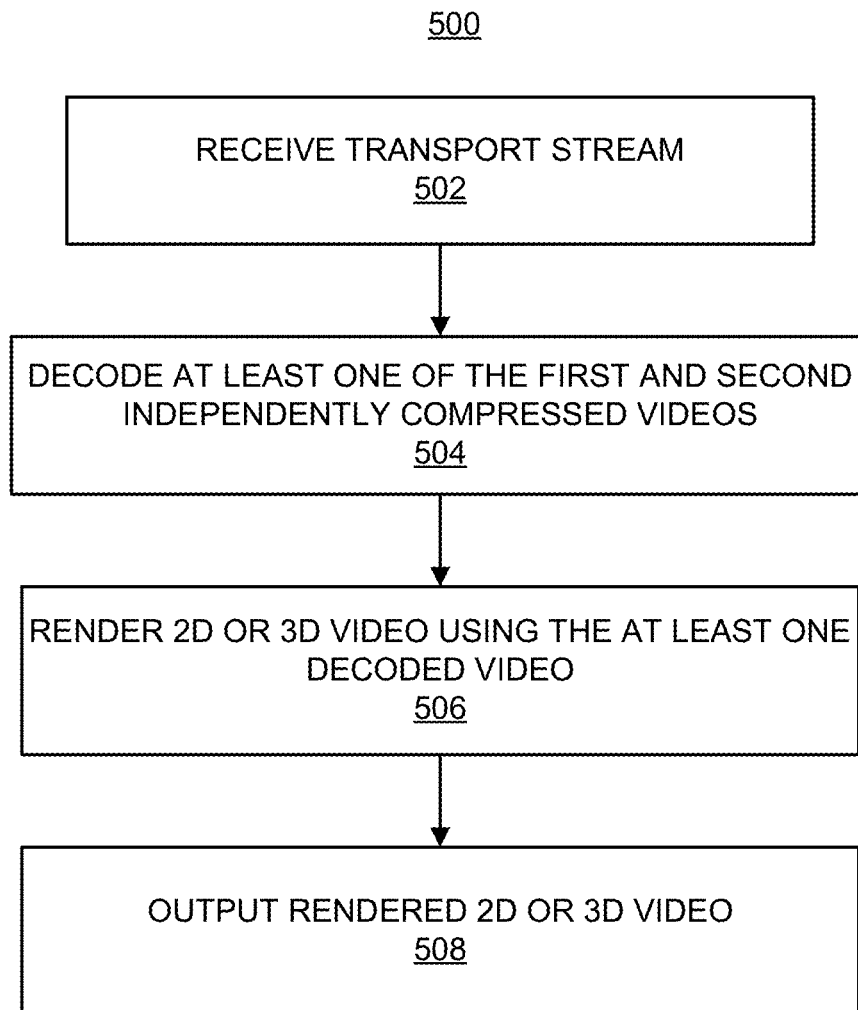 500
RECEIVE TRANSPORT STREAM
502
DECODE AT LEAST ONE OF THE FIRST AND SECOND
INDEPENDENTLY COMPRESSED VIDEOS
504
RENDER 2D OR 3D VIDEO USING THE AT LEAST ONE
DECODED VIDEO
506
OUTPUT RENDERED 2D OR 3D VIDEO
508